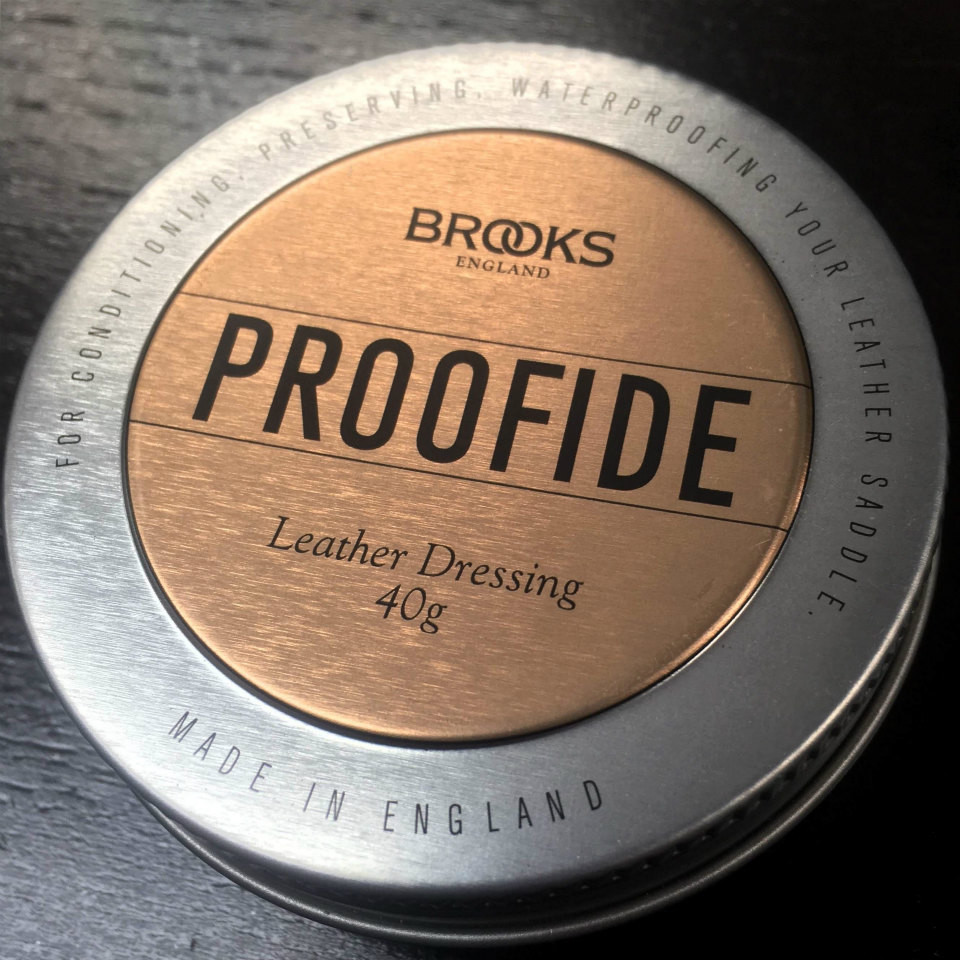 FOR CONDITIONING, PRESERVING, WATERPROOFING YOUR LEATHER SADDLE.
BROOKS
ENGLAND
PROOFIDE
Leather Dressing
40g
MADE IN ENGLAND